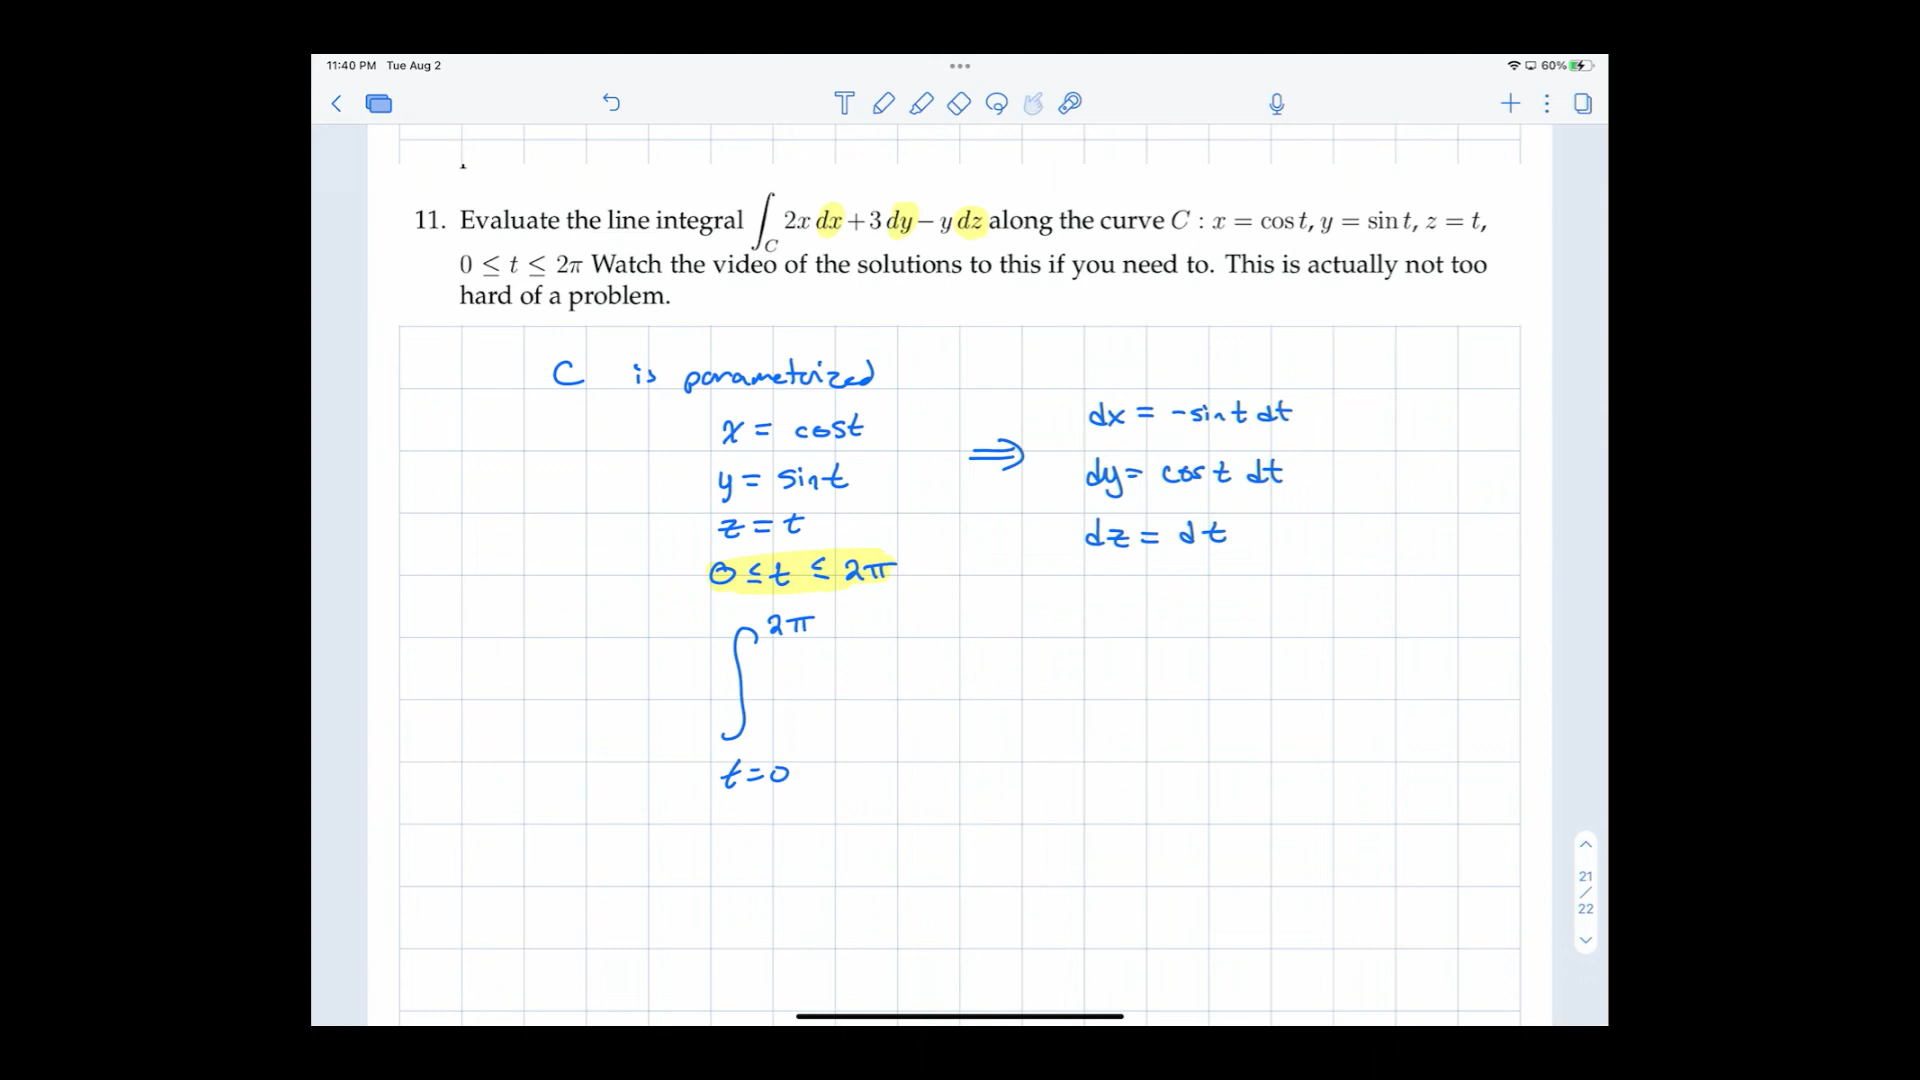 11:40 PM Tue Aug 2
60%
11. Evaluate the line integral ∫_C 2x dx + 3 dy − y dz along the curve C : x = cos t, y = sin t, z = t,
0 ≤ t ≤ 2π Watch the video of the solutions to this if you need to. This is actually not too
hard of a problem.
C is parametrized
x = cost
y = sint
z = t
0 ≤ t ≤ 2π
⇒
dx = -sint dt
dy = cos t dt
dz = dt
2π
∫
t=0
21
/
22